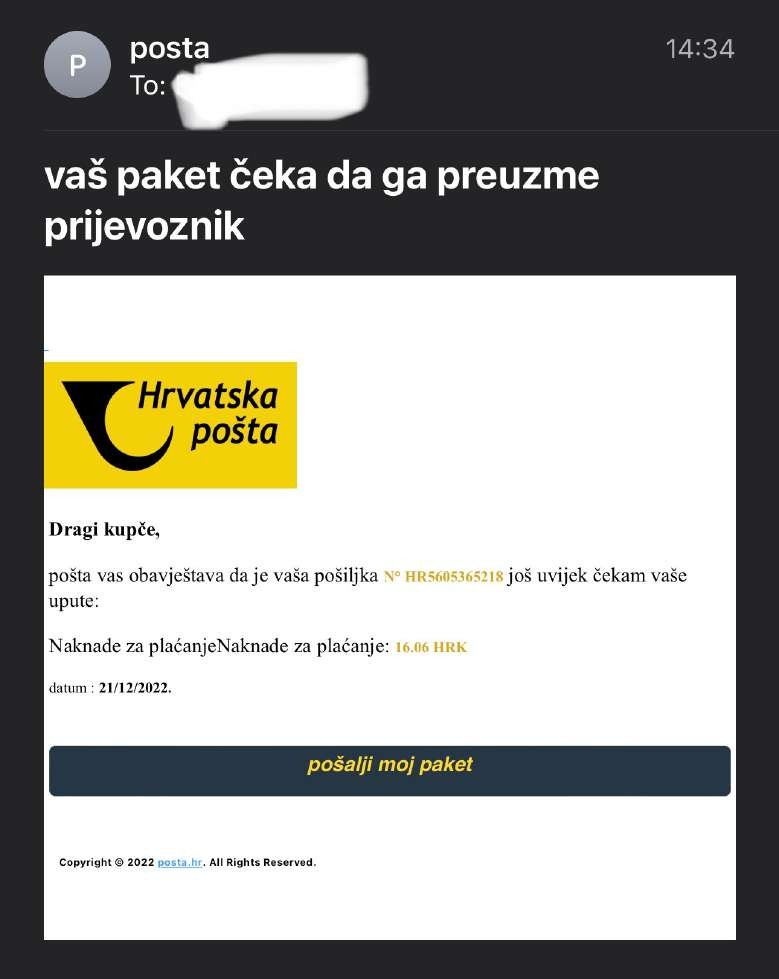 P
posta
14:34
To:
vaš paket čeka da ga preuzme
prijevoznik
Hrvatska
pošta
Dragi kupče,
pošta vas obavještava da je vaša pošiljka N° HR5605365218 još uvijek čekam vaše
upute:
Naknade za plaćanjeNaknade za plaćanje: 16.06 HRK
datum : 21/12/2022.
pošalji moj paket
Copyright © 2022 posta.hr. All Rights Reserved.